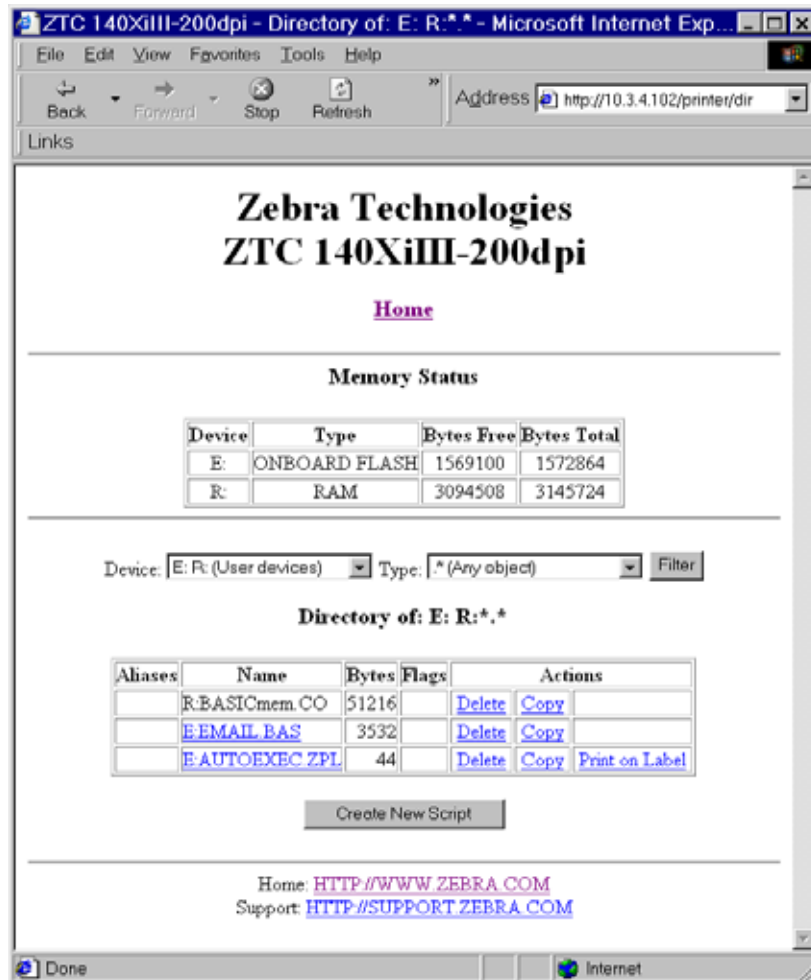 ZTC 140XiIII-200dpi - Directory of: E: R:*.* - Microsoft Internet Exp...
File Edit View Favorites Tools Help
Back Forward Stop Refresh » Address http://10.3.4.102/printer/dir
Links
Zebra Technologies
ZTC 140XiIII-200dpi
Home
Memory Status
Device Type Bytes Free Bytes Total
E: ONBOARD FLASH 1569100 1572864
R: RAM 3094508 3145724
Device: E: R: (User devices) Type: .* (Any object) Filter
Directory of: E: R:*.*
Aliases Name Bytes Flags Actions
R:BASICmem.CO 51216 Delete Copy
E:EMAIL.BAS 3532 Delete Copy
E:AUTOEXEC.ZPL 44 Delete Copy Print on Label
Create New Script
Home: HTTP://WWW.ZEBRA.COM
Support: HTTP://SUPPORT.ZEBRA.COM
Done Internet